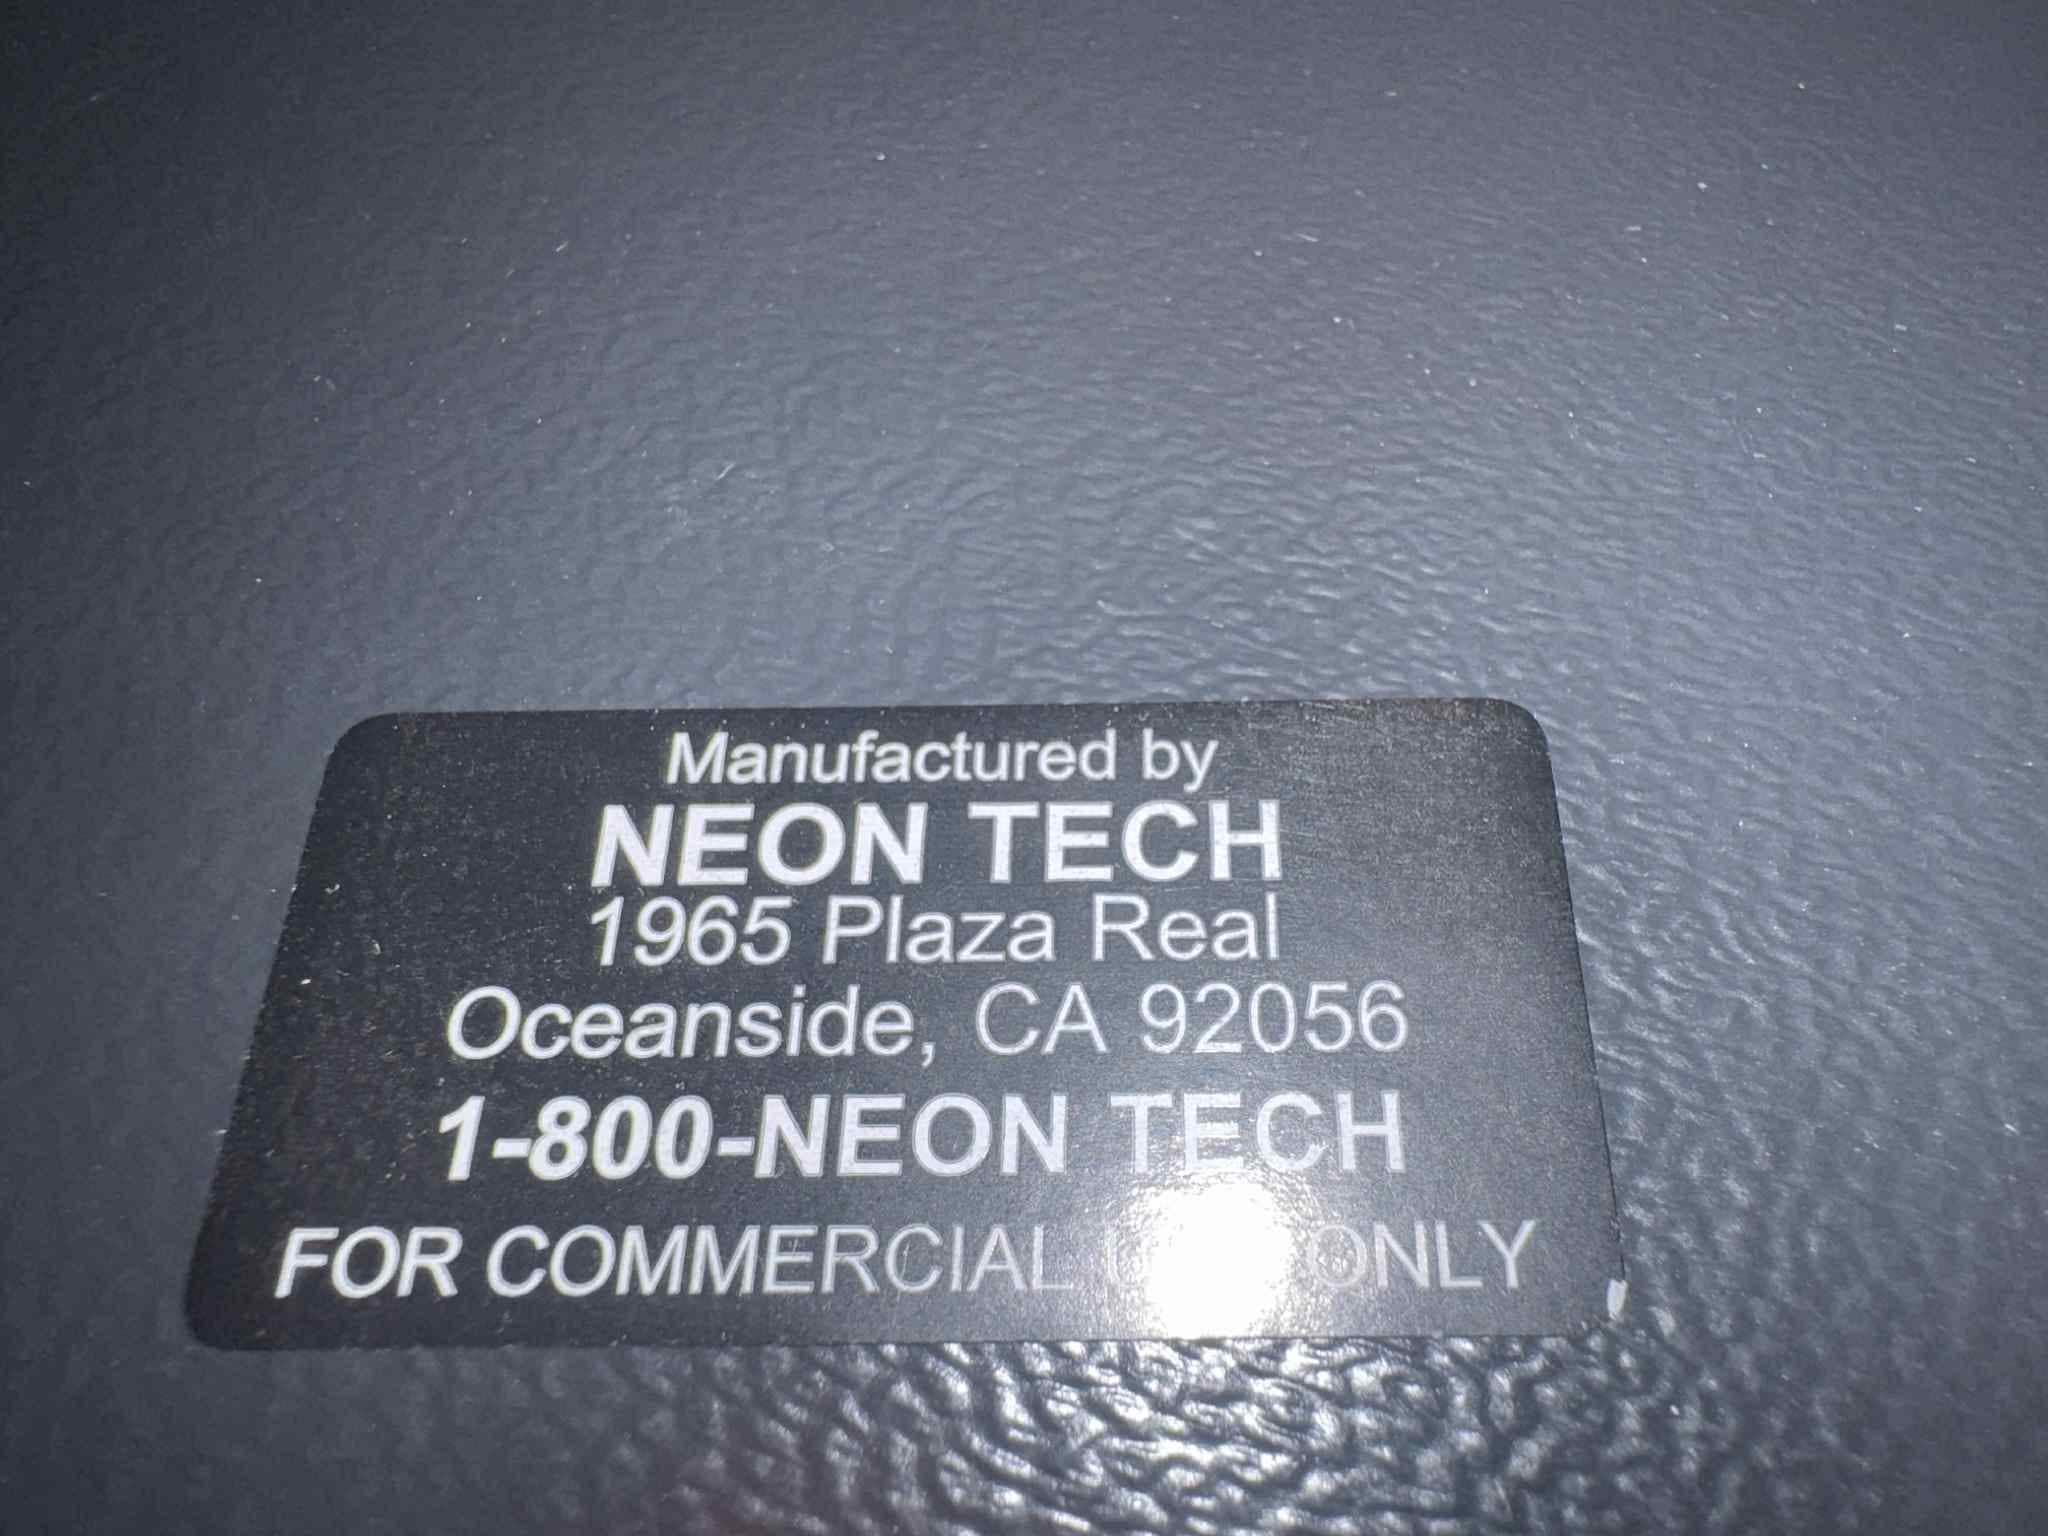 Manufactured by
NEON TECH
1965 Plaza Real
Oceanside, CA 92056
1-800-NEON TECH
FOR COMMERCIAL ONLY